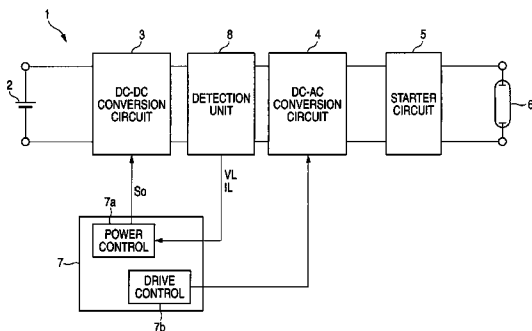 1
3
8
4
5
2
DC-DC
CONVERSION
CIRCUIT
DETECTION
UNIT
DC-AC
CONVERSION
CIRCUIT
STARTER
CIRCUIT
6
So
VL
IL
7a
POWER
CONTROL
7
DRIVE
CONTROL
7b